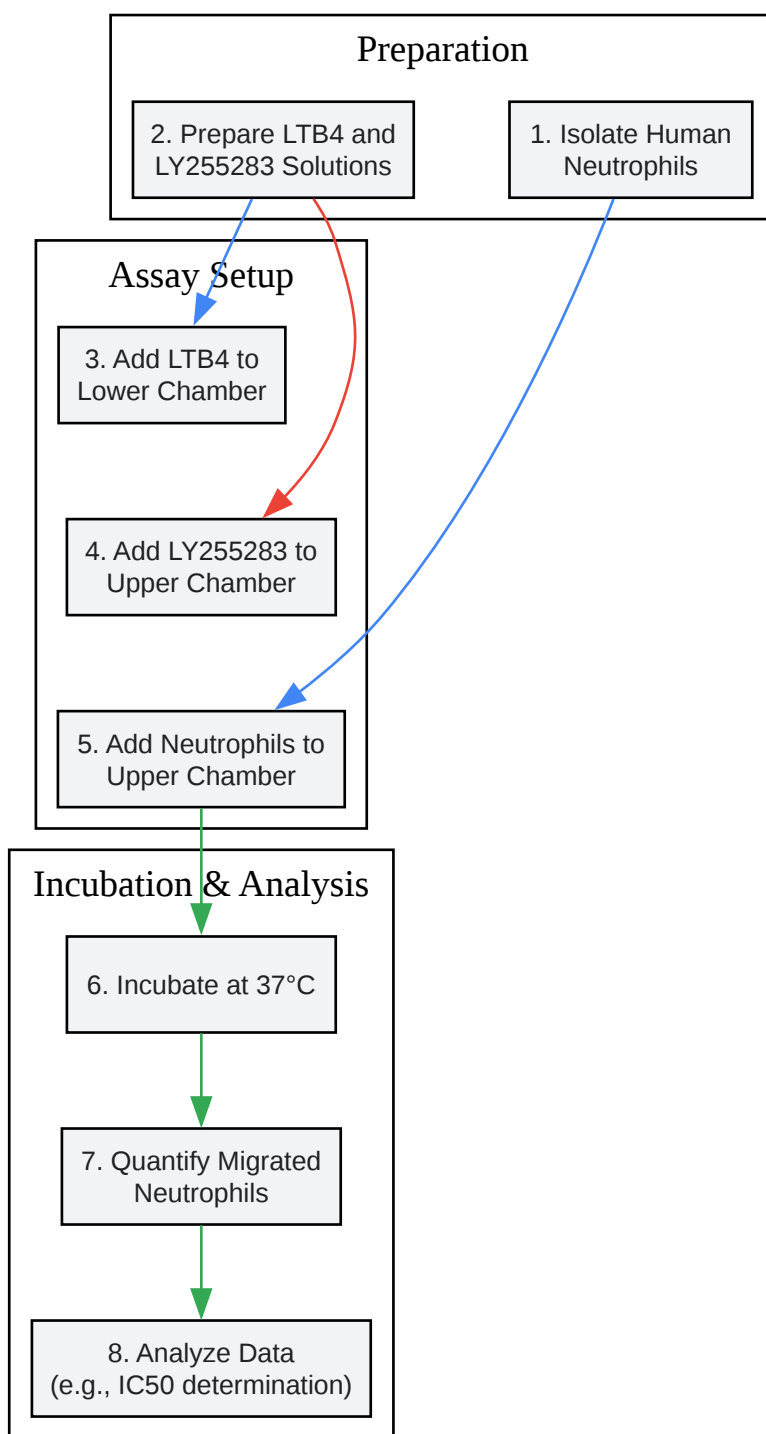 Preparation
2. Prepare LTB4 and
LY255283 Solutions
1. Isolate Human
Neutrophils
Assay Setup
3. Add LTB4 to
Lower Chamber
4. Add LY255283 to
Upper Chamber
5. Add Neutrophils to
Upper Chamber
Incubation & Analysis
6. Incubate at 37°C
7. Quantify Migrated
Neutrophils
8. Analyze Data
(e.g., IC50 determination)